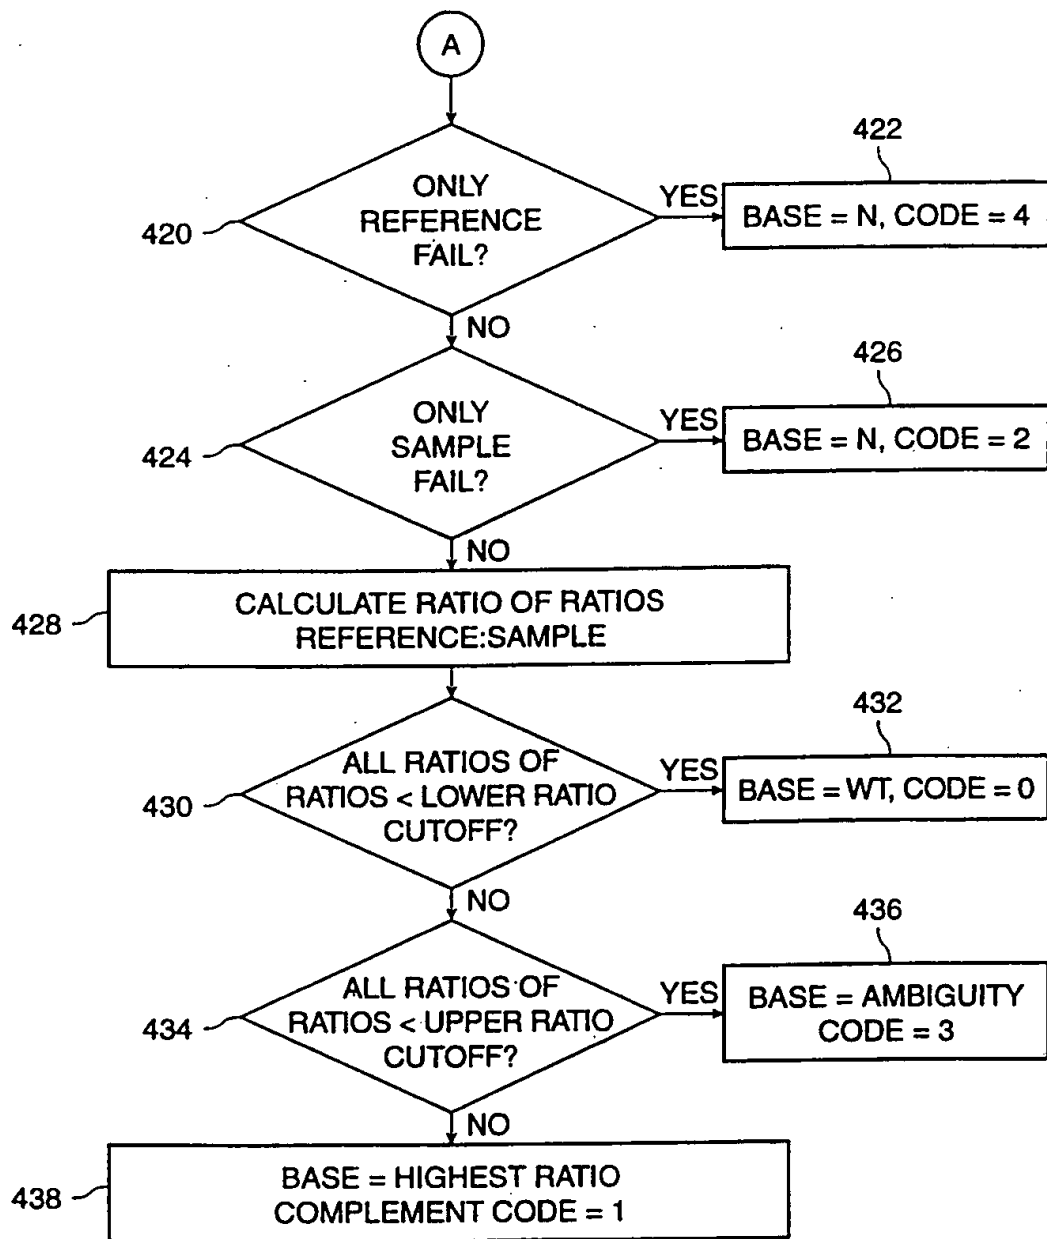 A
ONLY
REFERENCE
FAIL?
420
YES
422
BASE = N, CODE = 4
NO
ONLY
SAMPLE
FAIL?
424
YES
426
BASE = N, CODE = 2
NO
428
CALCULATE RATIO OF RATIOS
REFERENCE:SAMPLE
ALL RATIOS OF
RATIOS < LOWER RATIO
CUTOFF?
430
YES
432
BASE = WT, CODE = 0
NO
ALL RATIOS OF
RATIOS < UPPER RATIO
CUTOFF?
434
YES
436
BASE = AMBIGUITY
CODE = 3
NO
438
BASE = HIGHEST RATIO
COMPLEMENT CODE = 1